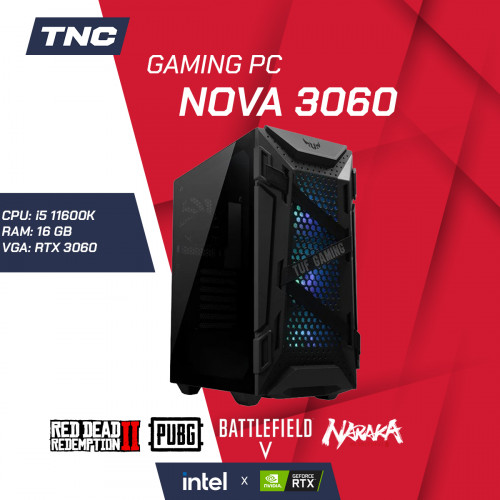 TNC
GAMING PC
NOVA 3060
CPU: i5 11600K
RAM: 16 GB
VGA: RTX 3060
TUF GAMING
RED DEAD
REDEMPTION II
PUBG
BATTLEFIELD
V
NARAKA
intel X NVIDIA GEFORCE
RTX